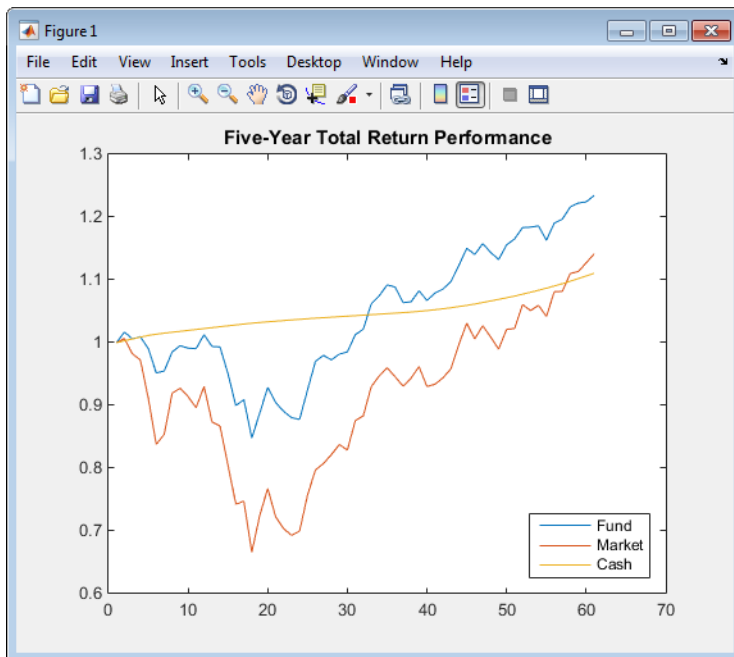 Figure 1
File Edit View Insert Tools Desktop Window Help
Five-Year Total Return Performance
1.3
1.2
1.1
1
0.9
0.8
0.7
0.6
Fund
Market
Cash
0 10 20 30 40 50 60 70